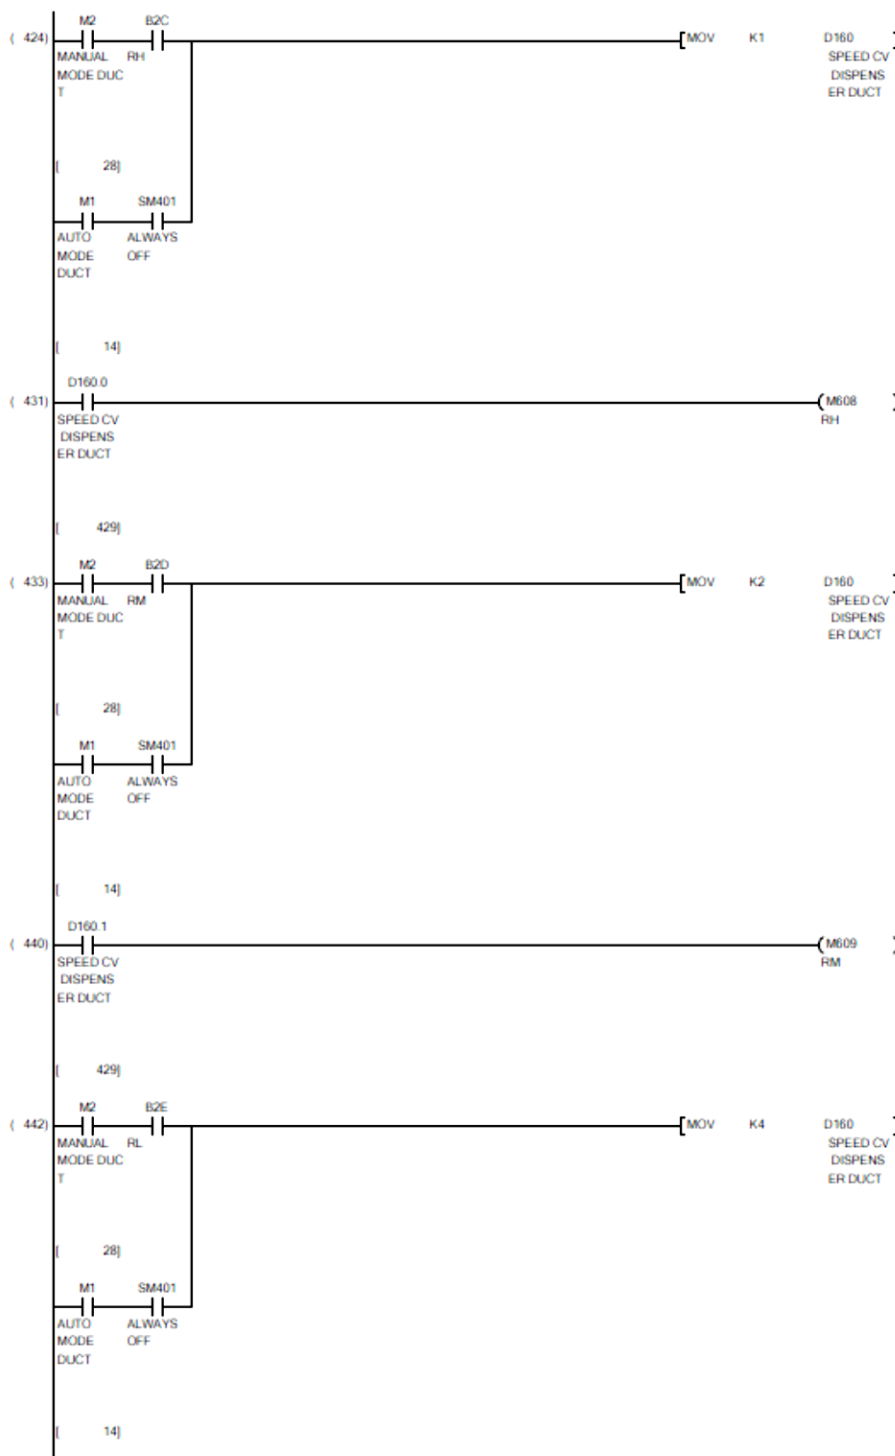 M2 B2C
( 424) [MOV K1 D160 ]
MANUAL RH SPEED CV
MODE DUC DISPENS
T ER DUCT
[ 28]
M1 SM401
AUTO ALWAYS
MODE OFF
DUCT
[ 14]
D160.0
( 431) (M608 )
SPEED CV RH
DISPENS
ER DUCT
[ 429]
M2 B2D
( 433) [MOV K2 D160 ]
MANUAL RM SPEED CV
MODE DUC DISPENS
T ER DUCT
[ 28]
M1 SM401
AUTO ALWAYS
MODE OFF
DUCT
[ 14]
D160.1
( 440) (M609 )
SPEED CV RM
DISPENS
ER DUCT
[ 429]
M2 B2E
( 442) [MOV K4 D160 ]
MANUAL RL SPEED CV
MODE DUC DISPENS
T ER DUCT
[ 28]
M1 SM401
AUTO ALWAYS
MODE OFF
DUCT
[ 14]